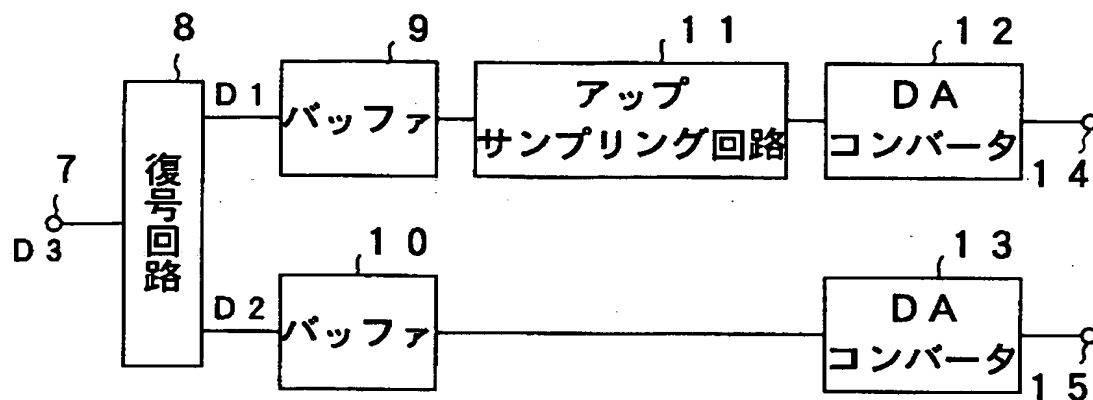 8
9
11
12
7
D3
復号回路
D1
バッファ
アップ
サンプリング回路
DA
コンバータ
14
10
13
D2
バッファ
DA
コンバータ
15